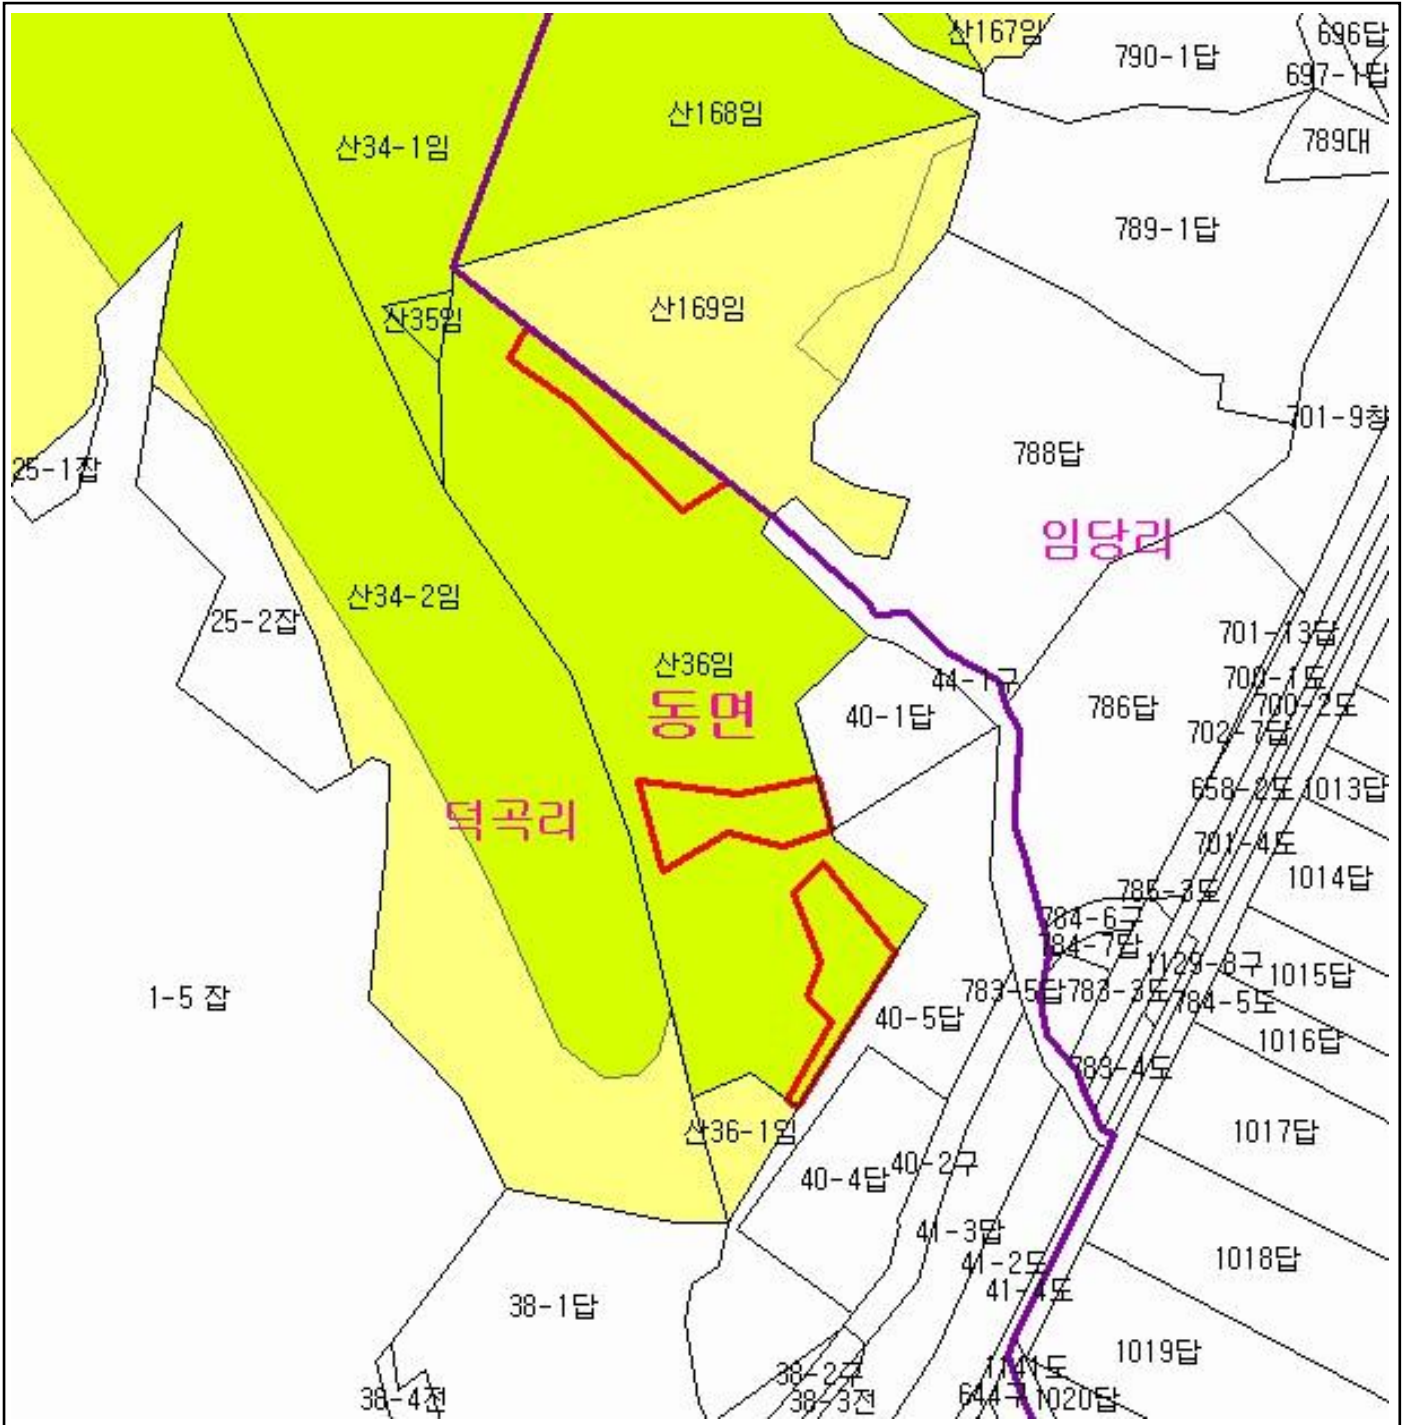 산167임
696답
790-1답
697-1답
산168임
789대
산34-1임
789-1답
산169임
산35임
701-9창
788답
25-1잡
임당리
산34-2임
25-2잡
701-13답
산36임
44-1구
700-1도
700-2도
동면
40-1답
786답
702-7답
658-2도
1013답
덕곡리
701-4도
1014답
785-3도
784-6구
784-7답
1129-8구
1015답
1-5 잡
783-5답
783-3도
784-5도
40-5답
1016답
783-4도
산36-1임
1017답
40-4답
40-2구
41-3답
41-2도
1018답
41-4도
38-1답
1019답
38-2구
1141도
38-4전
38-3전
644구
1020답